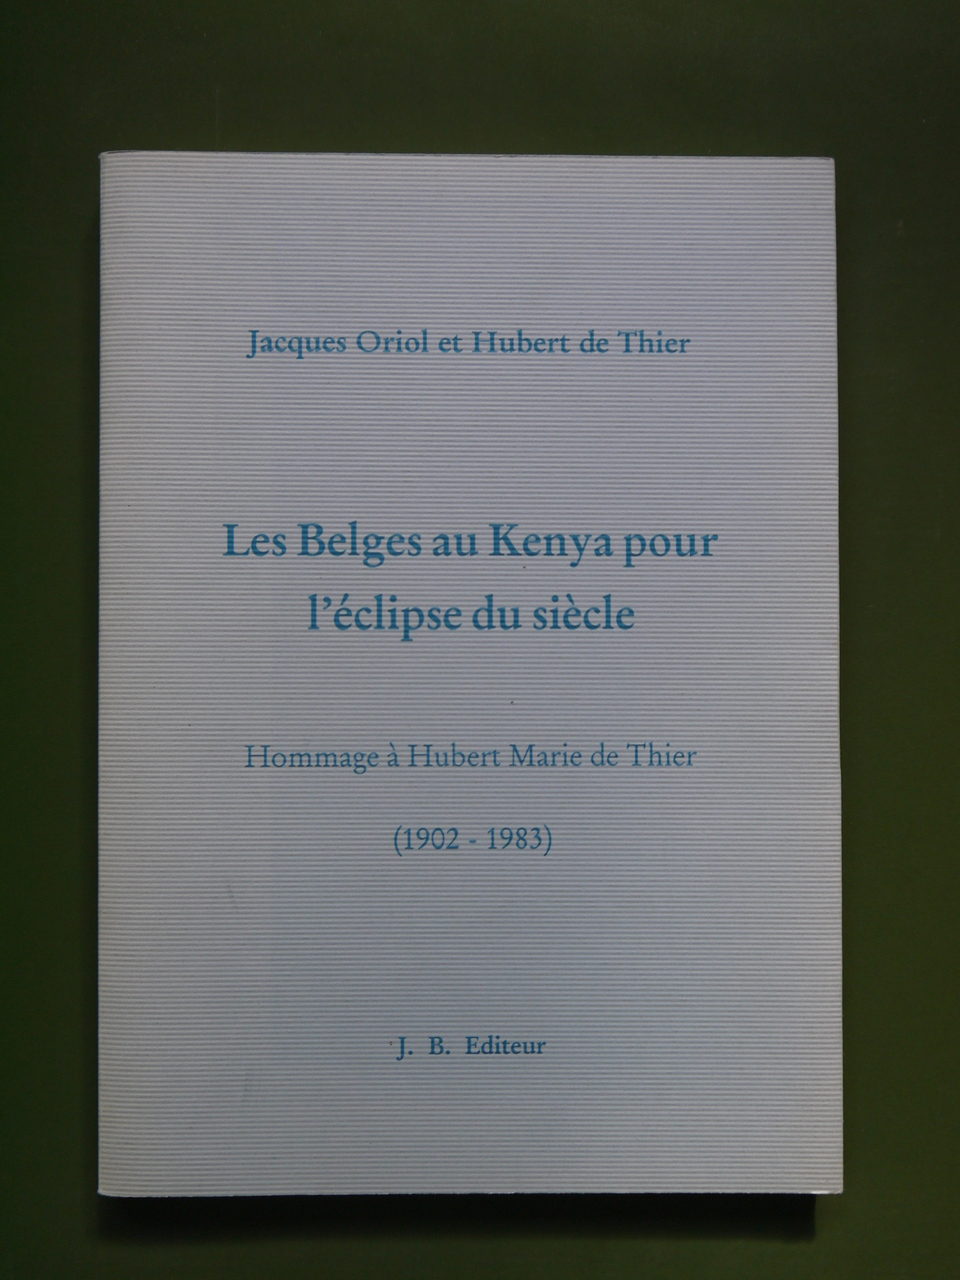 Jacques Oriol et Hubert de Thier
Les Belges au Kenya pour
l'éclipse du siècle
Hommage à Hubert Marie de Thier
(1902 - 1983)
J. B. Editeur